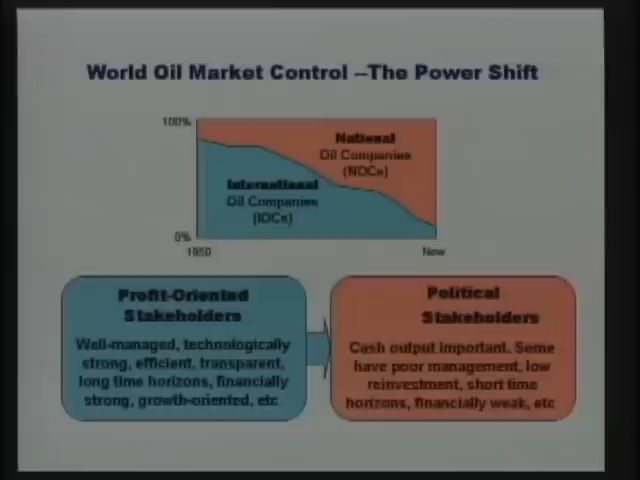 World Oil Market Control --The Power Shift
100%
National
Oil Companies
(NOCs)
International
Oil Companies
(IOCs)
0%
1950
Now
Profit-Oriented
Stakeholders
Well-managed, technologically
strong, efficient, transparent,
long time horizons, financially
strong, growth-oriented, etc
Political
Stakeholders
Cash output important. Some
have poor management, low
reinvestment, short time
horizons, financially weak, etc